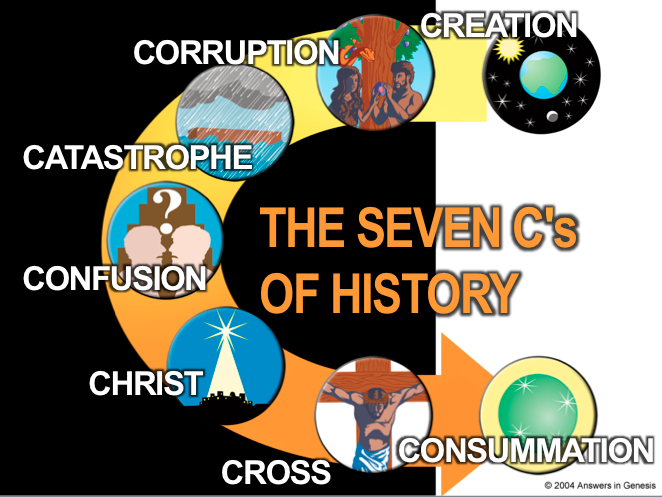 CREATION
CORRUPTION
CATASTROPHE
?
THE SEVEN C's
OF HISTORY
CONFUSION
CHRIST
CONSUMMATION
CROSS
© 2004 Answers in Genesis